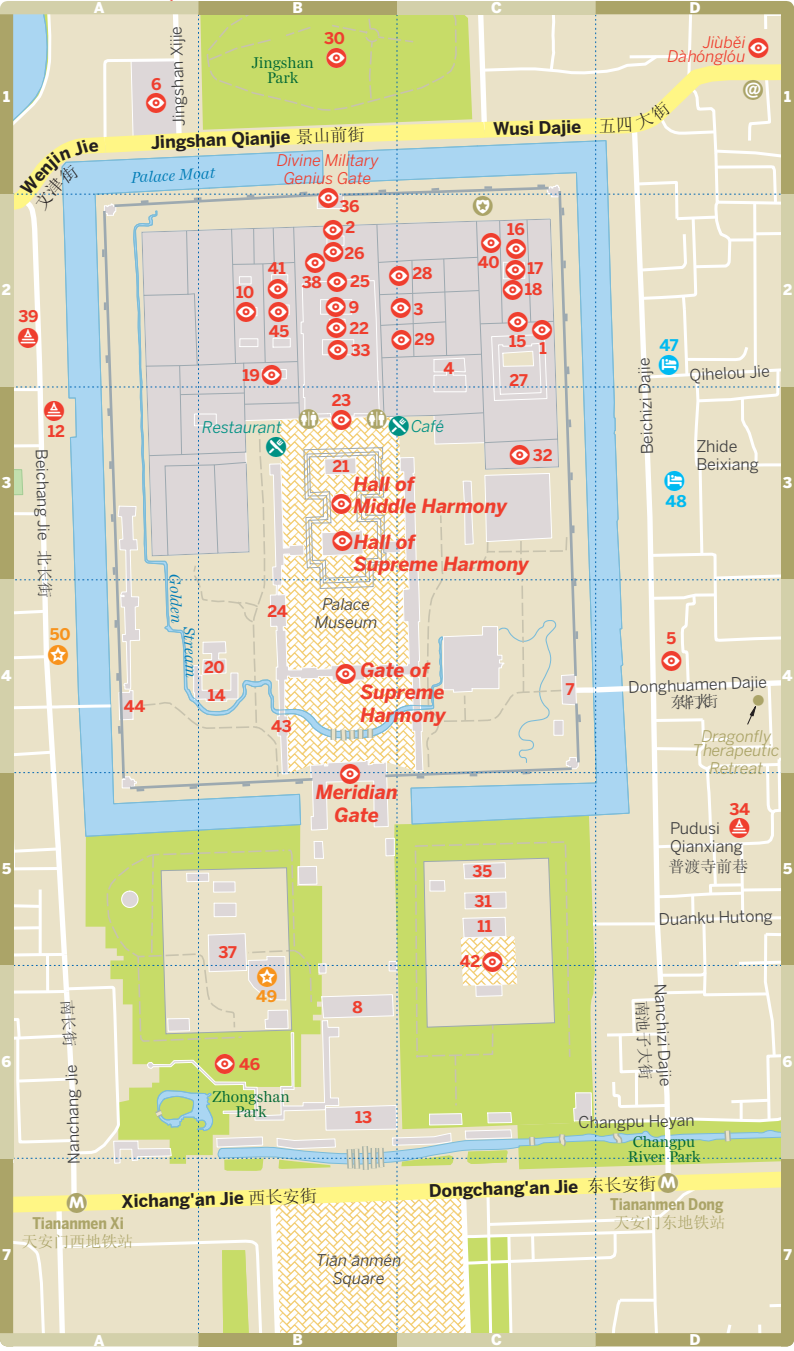 A
B
C
D
1
1
30
Jingshan
Park
Jiùběi
Dàhónglóu
@
6
Jingshan Xijie
Wenjin Jie
文津街
Jingshan Qianjie 景山前街
Wusi Dajie 五四大街
Palace Moat
Divine Military
Genius Gate
36
2
2
2
26
38
25
9
22
33
41
10
45
19
28
3
29
4
16
40
17
18
15
1
27
39
47
Qihelou Jie
Beichizi Dajie
12
23
Restaurant
Café
21
32
Zhide
Beixiang
48
3
3
Hall of
Middle Harmony
Hall of
Supreme Harmony
Beichang Jie 北长街
Golden
Stream
24
Palace
Museum
50
20
14
44
43
Gate of
Supreme
Harmony
7
5
4
4
Donghuamen Dajie
Dragonfly
Therapeutic
Retreat
Meridian
Gate
34
Pudusi
Qianxiang
普渡寺前巷
5
5
35
31
11
42
37
49
Duanku Hutong
8
南长街
Nanchang Jie
Nanchizi Dajie
南池子大街
46
6
6
Zhongshan
Park
13
Changpu Heyan
Changpu
River Park
Xichang'an Jie 西长安街
Dongchang'an Jie 东长安街
M
Tiananmen Xi
天安门西地铁站
M
Tiananmen Dong
天安门东地铁站
7
7
Tiān'ānmén
Square
A
B
C
D